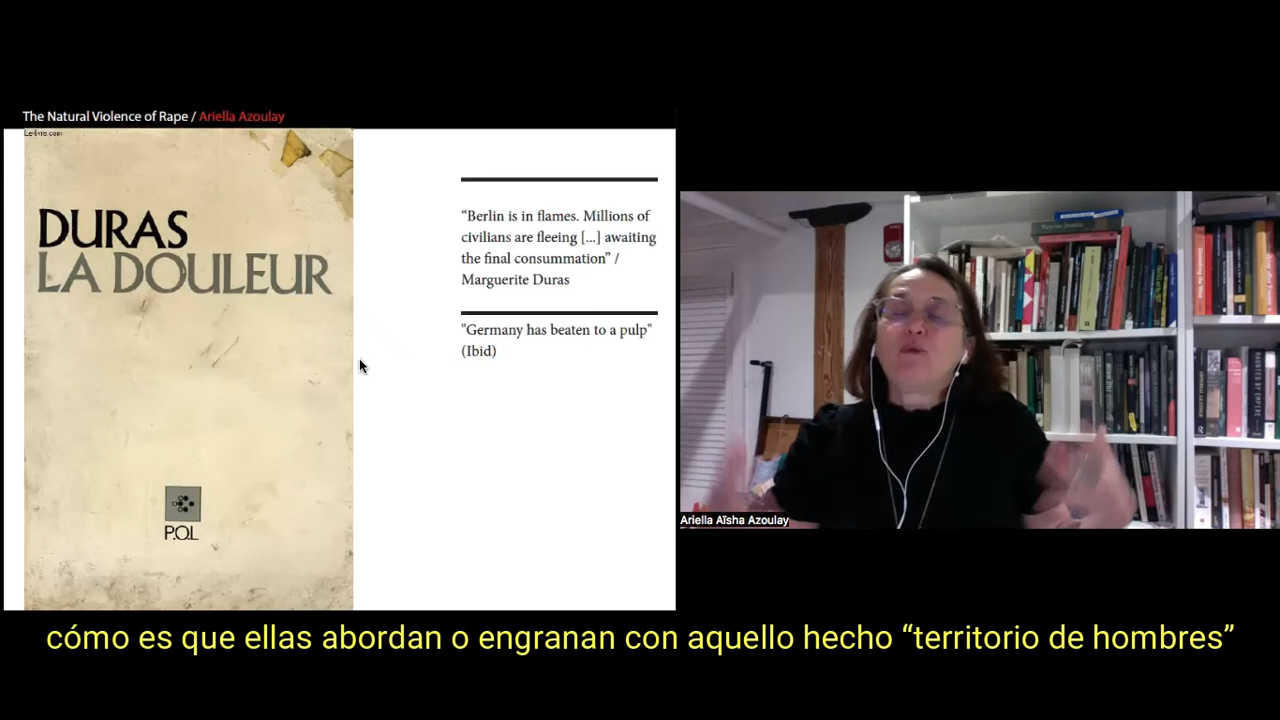 The Natural Violence of Rape / Ariella Azoulay
DURAS
LA DOULEUR
P.O.L
“Berlin is in flames. Millions of
civilians are fleeing [...] awaiting
the final consummation” /
Marguerite Duras
"Germany has beaten to a pulp"
(Ibid)
Ariella Aïsha Azoulay
cómo es que ellas abordan o engranan con aquello hecho “territorio de hombres”